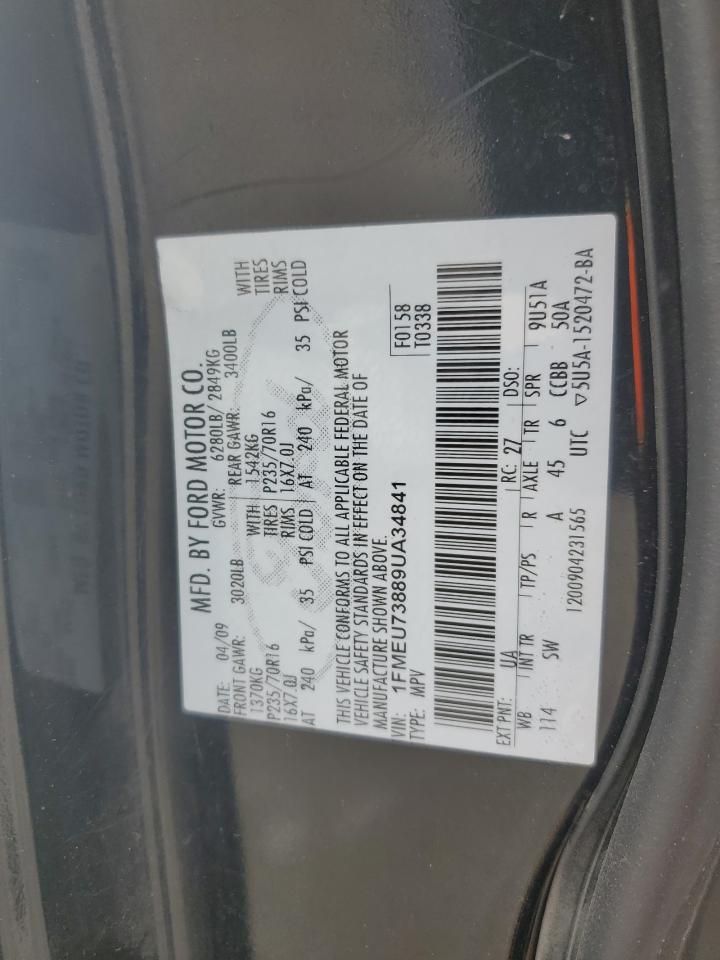 MFD. BY FORD MOTOR CO.
DATE: 04/09 GVWR: 6280LB/ 2849KG
FRONT GAWR: 3020LB REAR GAWR: 3400LB
1370KG WITH 1542KG WITH
P235/70R16 TIRES P235/70R16 TIRES
16X7.0J RIMS 16X7.0J RIMS
AT 240 kPa/ 35 PSI COLD AT 240 kPa/ 35 PSI COLD
THIS VEHICLE CONFORMS TO ALL APPLICABLE FEDERAL MOTOR
VEHICLE SAFETY STANDARDS IN EFFECT ON THE DATE OF
MANUFACTURE SHOWN ABOVE.
VIN: 1FMEU73889UA34841 F0158
TYPE: MPV T0338
EXT PNT: UA RC: 27 DSO:
WB INT TR TP/PS R AXLE TR SPR 9U51A
114 SW A 45 6 CCBB 50A
1200904231565 UTC ▽5U5A-1520472-BA